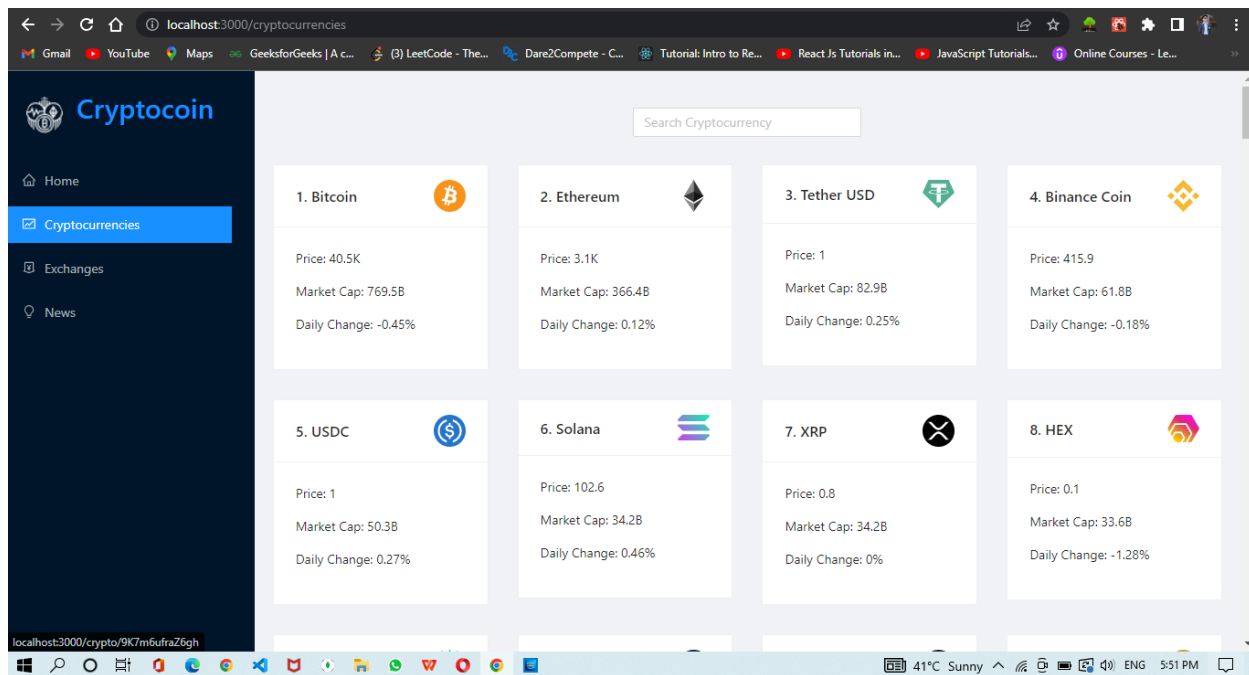 localhost:3000/cryptocurrencies
Gmail YouTube Maps GeeksforGeeks | A c... (3) LeetCode - The... Dare2Compete - C... Tutorial: Intro to Re... React Js Tutorials in... JavaScript Tutorials... Online Courses - Le... »
Cryptocoin
Home
Cryptocurrencies
Exchanges
News
Search Cryptocurrency
1. Bitcoin
Price: 40.5K
Market Cap: 769.5B
Daily Change: -0.45%
2. Ethereum
Price: 3.1K
Market Cap: 366.4B
Daily Change: 0.12%
3. Tether USD
Price: 1
Market Cap: 82.9B
Daily Change: 0.25%
4. Binance Coin
Price: 415.9
Market Cap: 61.8B
Daily Change: -0.18%
5. USDC
Price: 1
Market Cap: 50.3B
Daily Change: 0.27%
6. Solana
Price: 102.6
Market Cap: 34.2B
Daily Change: 0.46%
7. XRP
Price: 0.8
Market Cap: 34.2B
Daily Change: 0%
8. HEX
Price: 0.1
Market Cap: 33.6B
Daily Change: -1.28%
localhost:3000/crypto/9K7m6ufraZ6gh
41°C Sunny ENG 5:51 PM